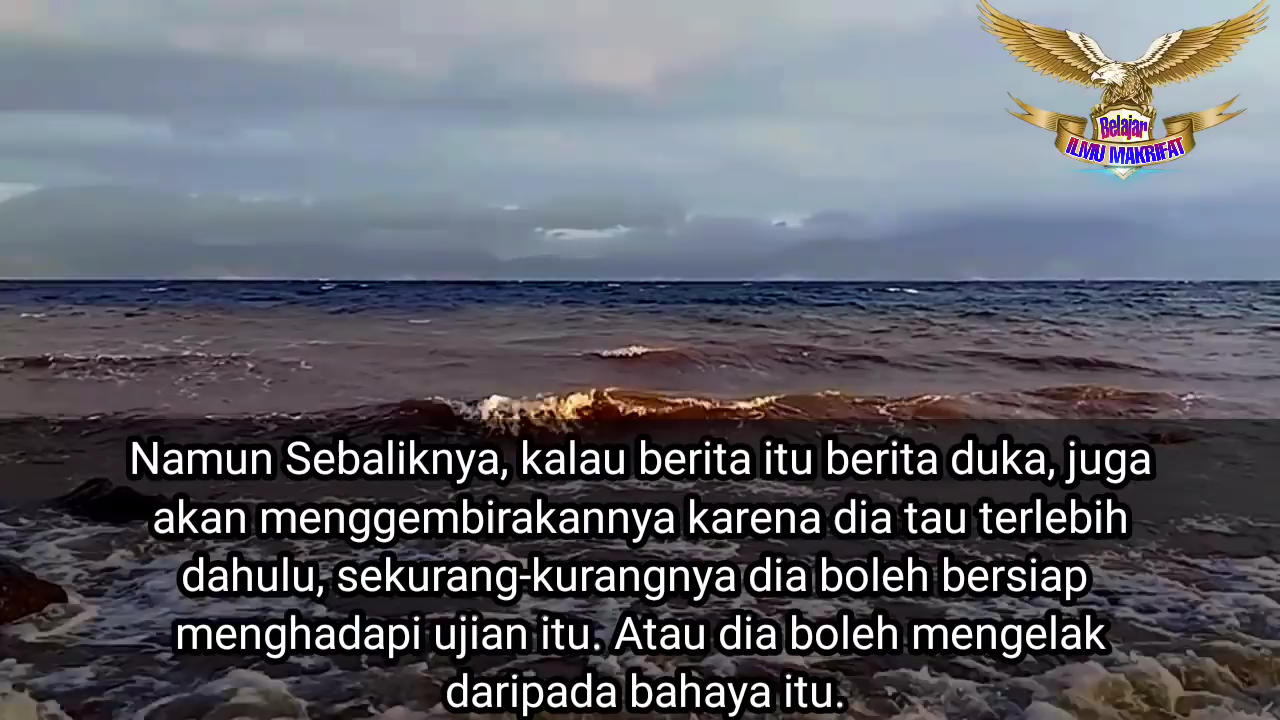 Belajar
ILMU MAKRIFAT
Namun Sebaliknya, kalau berita itu berita duka, juga
akan menggembirakannya karena dia tau terlebih
dahulu, sekurang-kurangnya dia boleh bersiap
menghadapi ujian itu. Atau dia boleh mengelak
daripada bahaya itu.